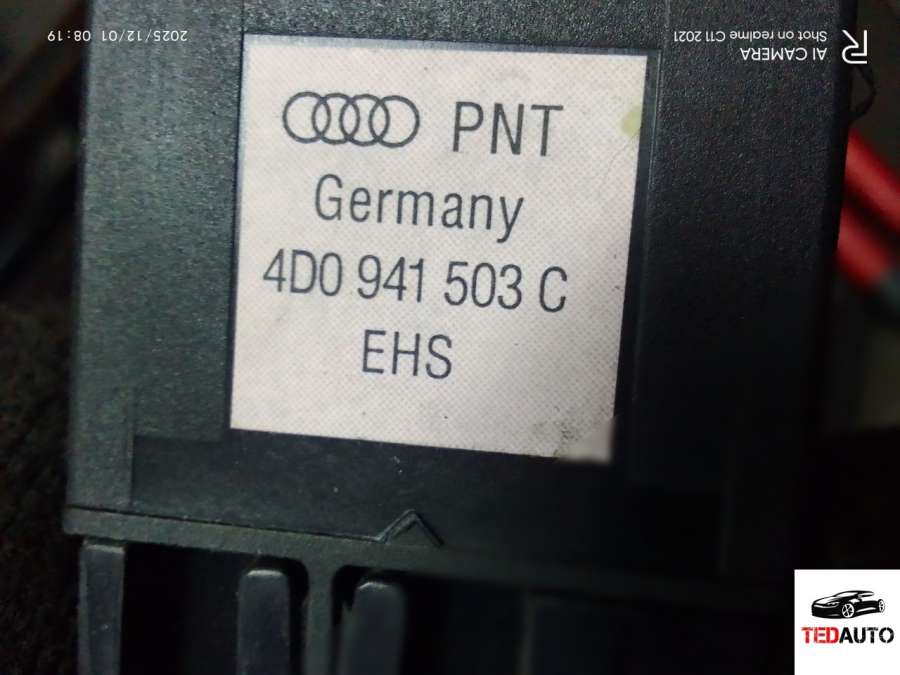 PNT
Germany
4D0 941 503 C
EHS
AI CAMERA
Shot on realme C11 2021
2025/12/01 08:19
TEDAUTO